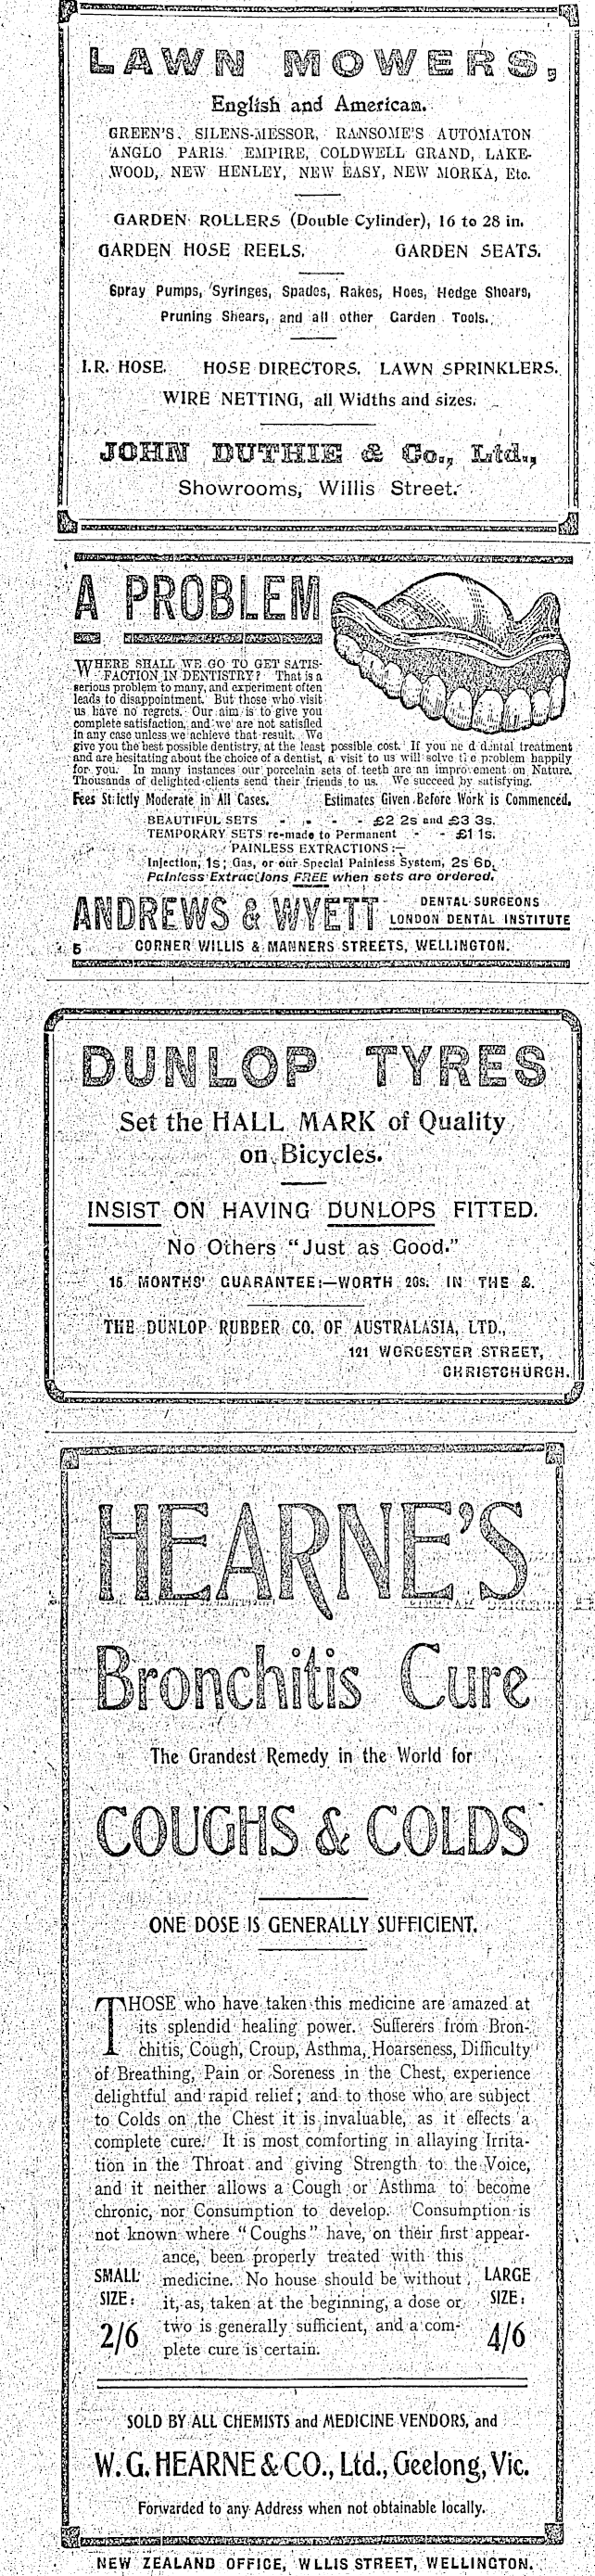 LAWN MOWERS,
English and American.
GREEN'S, SILENS-MESSOR, RANSOME'S AUTOMATON
ANGLO PARIS EMPIRE, COLDWELL GRAND, LAKE-
WOOD, NEW HENLEY, NEW EASY, NEW MORKA, Etc.
GARDEN ROLLERS (Double Cylinder), 16 to 28 in.
GARDEN HOSE REELS. GARDEN SEATS.
Spray Pumps, Syringes, Spades, Rakes, Hoes, Hedge Shears,
Pruning Shears, and all other Garden Tools.
I.R. HOSE. HOSE DIRECTORS. LAWN SPRINKLERS.
WIRE NETTING, all Widths and sizes.
JOHN DUTHIE & Co., Ltd.,
Showrooms, Willis Street.
A PROBLEM
WHERE SHALL WE GO TO GET SATIS-
FACTION IN DENTISTRY? That is a
serious problem to many, and experiment often
leads to disappointment. But those who visit
us have no regrets. Our aim is to give you
complete satisfaction, and we are not satisfied
in any case unless we achieve that result. We
give you the best possible dentistry, at the least possible cost. If you ne d dental treatment
and are hesitating about the choice of a dentist, a visit to us will solve the problem happily
for you. In many instances our porcelain sets of teeth are an improvement on Nature.
Thousands of delighted clients send their friends to us. We succeed by satisfying.
Fees Strictly Moderate in All Cases. Estimates Given Before Work is Commenced.
BEAUTIFUL SETS - - - - £2 2s and £3 3s.
TEMPORARY SETS re-made to Permanent - - £1 1s.
PAINLESS EXTRACTIONS:—
Injection, 1s; Gas, or our Special Painless System, 2s 6D.
Painless Extractions FREE when sets are ordered.
ANDREWS & WYETT DENTAL SURGEONS
LONDON DENTAL INSTITUTE
5 CORNER WILLIS & MANNERS STREETS, WELLINGTON.
DUNLOP TYRES
Set the HALL MARK of Quality
on Bicycles.
INSIST ON HAVING DUNLOPS FITTED.
No Others "Just as Good."
15 MONTHS' GUARANTEE:—WORTH 20s. IN THE £.
THE DUNLOP RUBBER CO. OF AUSTRALASIA, LTD.,
121 WORCESTER STREET,
CHRISTCHURCH.
HEARNE'S
Bronchitis Cure
The Grandest Remedy in the World for
COUGHS & COLDS
ONE DOSE IS GENERALLY SUFFICIENT.
THOSE who have taken this medicine are amazed at
its splendid healing power. Sufferers from Bron-
chitis, Cough, Croup, Asthma, Hoarseness, Difficulty
of Breathing, Pain or Soreness in the Chest, experience
delightful and rapid relief; and to those who are subject
to Colds on the Chest it is invaluable, as it effects a
complete cure. It is most comforting in allaying Irrita-
tion in the Throat and giving Strength to the Voice,
and it neither allows a Cough or Asthma to become
chronic, nor Consumption to develop. Consumption is
not known where "Coughs" have, on their first appear-
ance, been properly treated with this
medicine. No house should be without
it, as, taken at the beginning, a dose or
two is generally sufficient, and a com-
plete cure is certain.
SMALL
SIZE:
2/6
LARGE
SIZE:
4/6
SOLD BY ALL CHEMISTS and MEDICINE VENDORS, and
W. G. HEARNE & CO., Ltd., Geelong, Vic.
Forwarded to any Address when not obtainable locally.
NEW ZEALAND OFFICE, W LLIS STREET, WELLINGTON.